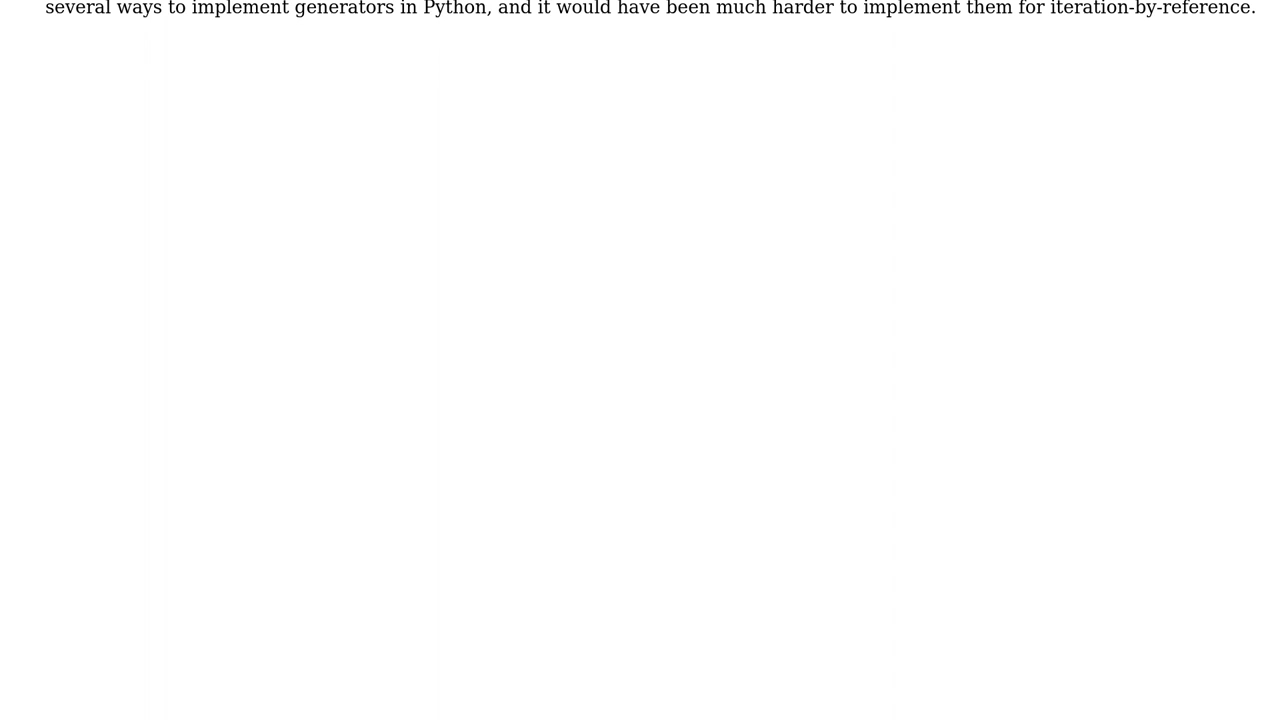 several ways to implement generators in Python, and it would have been much harder to implement them for iteration-by-reference.